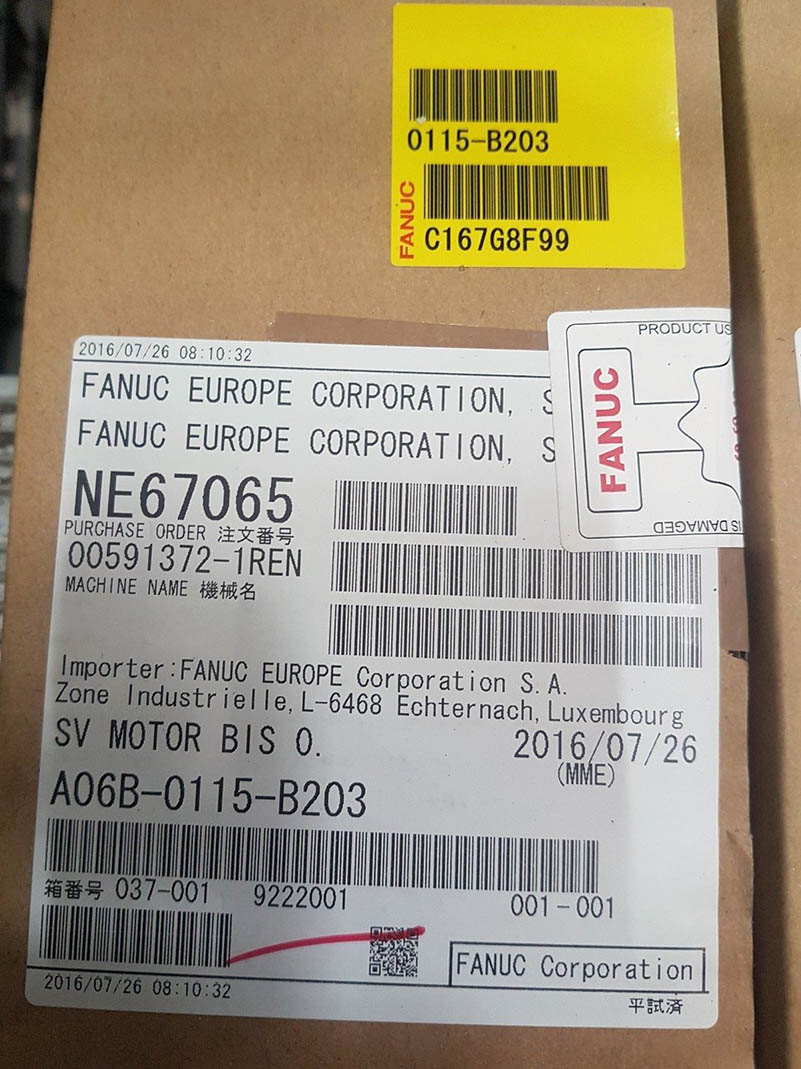 0115-B203
FANUC
C167G8F99
PRODUCT
FANUC
IS DAMAGED
2016/07/26 08:10:32
FANUC EUROPE CORPORATION, S
FANUC EUROPE CORPORATION, S
NE67065
PURCHASE ORDER 注文番号
00591372-1REN
MACHINE NAME 機械名
Importer:FANUC EUROPE Corporation S.A.
Zone Industrielle,L-6468 Echternach,Luxembourg
SV MOTOR BIS 0.
2016/07/26
(MME)
A06B-0115-B203
箱番号 037-001 9222001 001-001
FANUC Corporation
2016/07/26 08:10:32
平試済